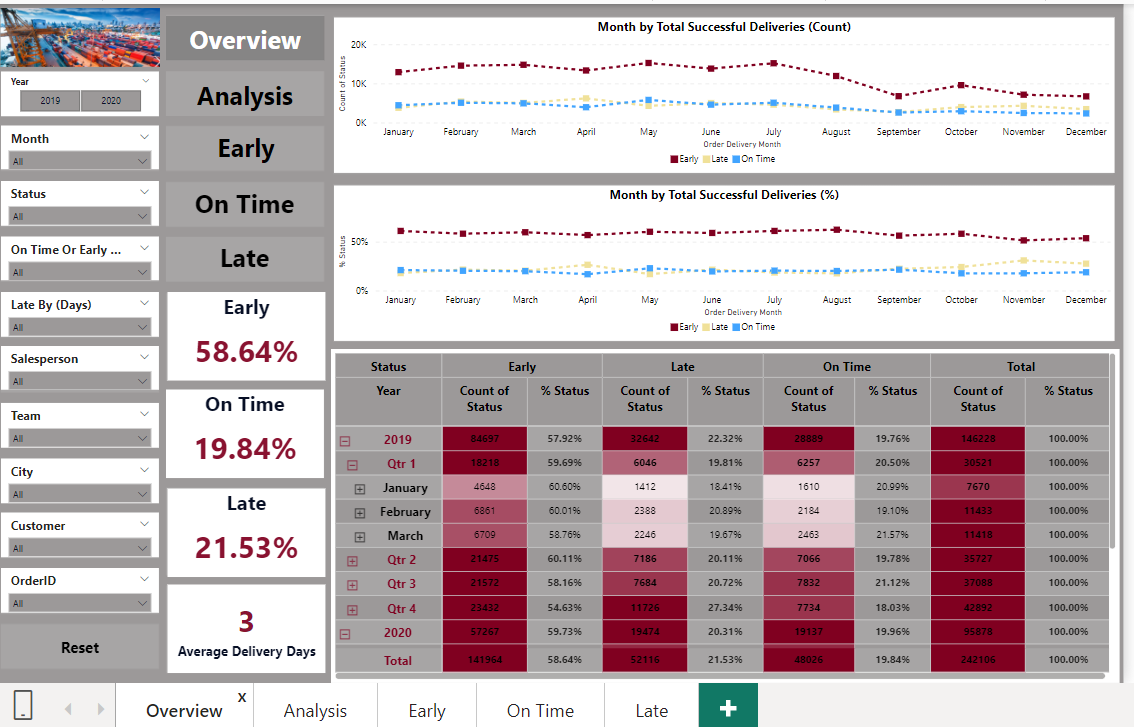 Overview
Analysis
Early
On Time
Late
Year
2019 2020
Month
All
Status
All
On Time Or Early ...
All
Late By (Days)
All
Salesperson
All
Team
All
City
All
Customer
All
OrderID
All
Reset
Early
58.64%
On Time
19.84%
Late
21.53%
3
Average Delivery Days
Month by Total Successful Deliveries (Count)
Count of Status
20K
10K
0K
January February March April May June July August September October November December
Order Delivery Month
Early Late On Time
Month by Total Successful Deliveries (%)
% Status
50%
0%
January February March April May June July August September October November December
Order Delivery Month
Early Late On Time
Status Early Late On Time Total
Year Count of Status % Status Count of Status % Status Count of Status % Status Count of Status % Status
2019 84697 57.92% 32642 22.32% 28889 19.76% 146228 100.00%
Qtr 1 18218 59.69% 6046 19.81% 6257 20.50% 30521 100.00%
January 4648 60.60% 1412 18.41% 1610 20.99% 7670 100.00%
February 6861 60.01% 2388 20.89% 2184 19.10% 11433 100.00%
March 6709 58.76% 2246 19.67% 2463 21.57% 11418 100.00%
Qtr 2 21475 60.11% 7186 20.11% 7066 19.78% 35727 100.00%
Qtr 3 21572 58.16% 7684 20.72% 7832 21.12% 37088 100.00%
Qtr 4 23432 54.63% 11726 27.34% 7734 18.03% 42892 100.00%
2020 57267 59.73% 19474 20.31% 19137 19.96% 95878 100.00%
Total 141964 58.64% 52116 21.53% 48026 19.84% 242106 100.00%
Overview x Analysis Early On Time Late +